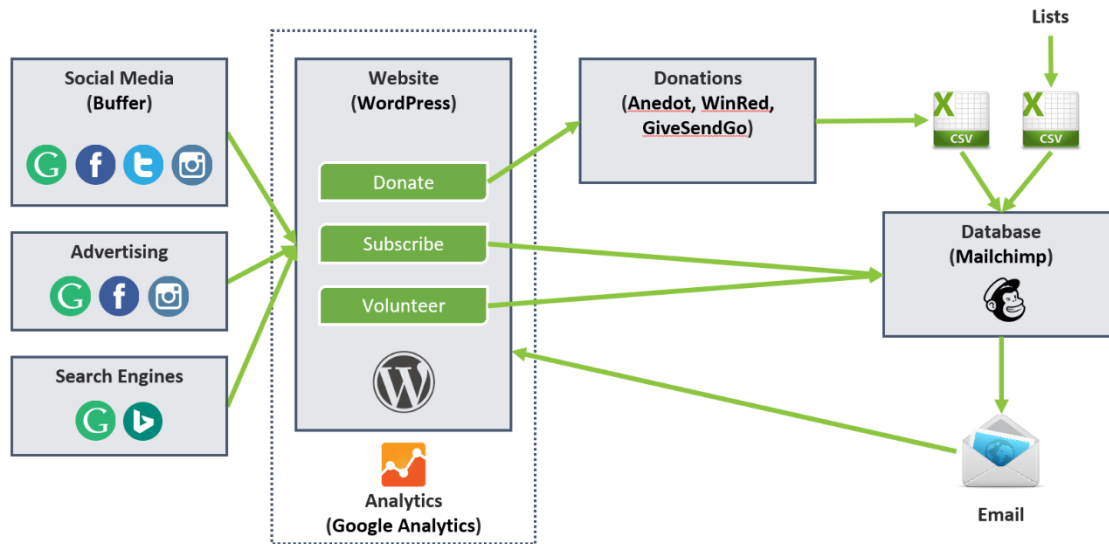 Lists
Social Media
(Buffer)
G f
Advertising
G f
Search Engines
G b
Website
(WordPress)
Donate
Subscribe
Volunteer
W
Analytics
(Google Analytics)
Donations
(Anedot, WinRed,
GiveSendGo)
X
CSV
X
CSV
Database
(Mailchimp)
Email